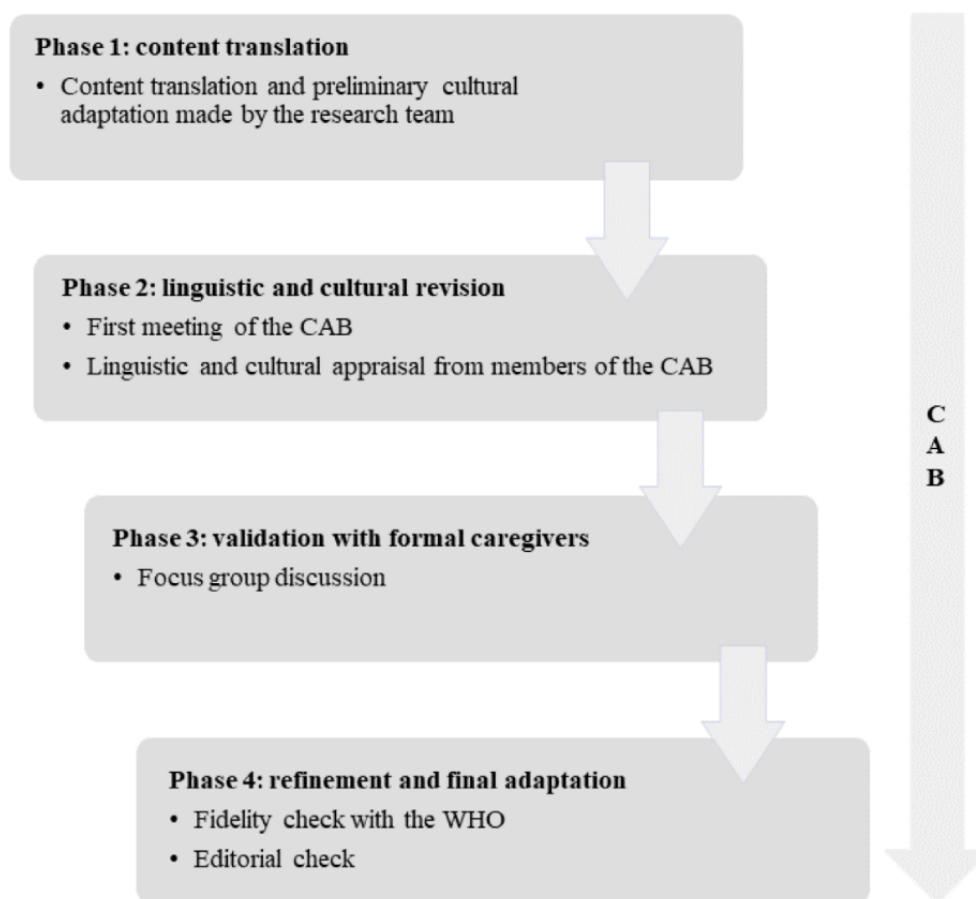 Phase 1: content translation
• Content translation and preliminary cultural
adaptation made by the research team
Phase 2: linguistic and cultural revision
• First meeting of the CAB
• Linguistic and cultural appraisal from members of the CAB
Phase 3: validation with formal caregivers
• Focus group discussion
Phase 4: refinement and final adaptation
• Fidelity check with the WHO
• Editorial check
C
A
B